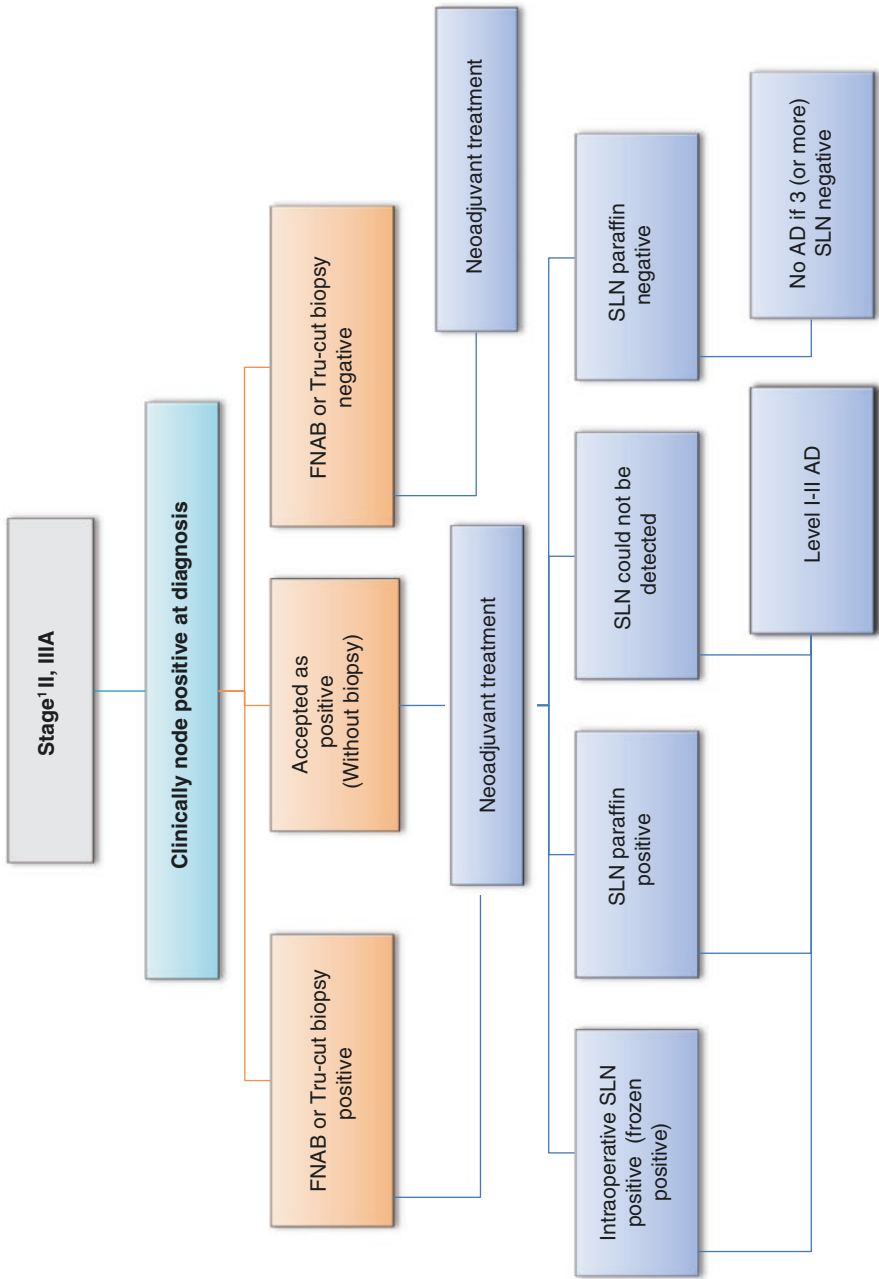 Stage¹ II, IIIA
Clinically node positive at diagnosis
FNAB or Tru-cut biopsy
positive
Accepted as
positive
(Without biopsy)
FNAB or Tru-cut biopsy
negative
Neoadjuvant treatment
Neoadjuvant treatment
Intraoperative SLN
positive (frozen
positive)
SLN paraffin
positive
SLN could not be
detected
SLN paraffin
negative
Level I-II AD
No AD if 3 (or more)
SLN negative